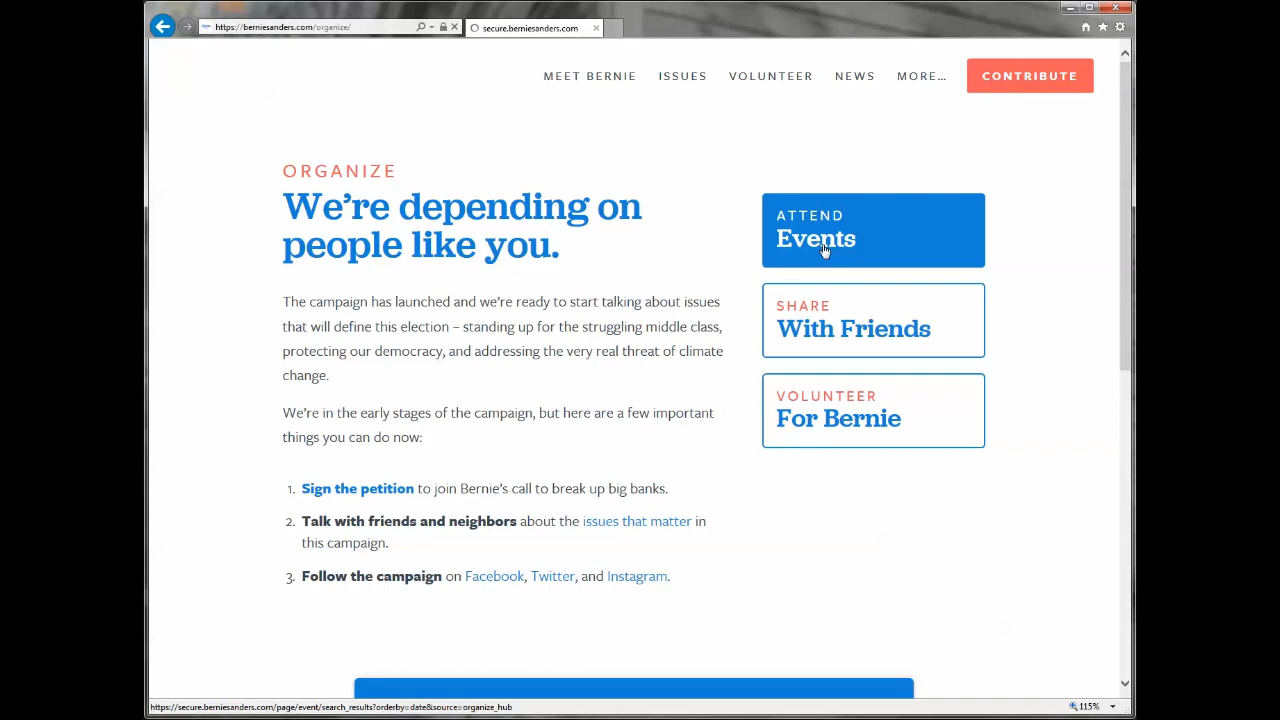 https://berniesanders.com/organize/
secure.berniesanders.com
MEET BERNIE
ISSUES
VOLUNTEER
NEWS
MORE...
CONTRIBUTE
ORGANIZE
We're depending on
people like you.
The campaign has launched and we're ready to start talking about issues
that will define this election – standing up for the struggling middle class,
protecting our democracy, and addressing the very real threat of climate
change.
We're in the early stages of the campaign, but here are a few important
things you can do now:
1. Sign the petition to join Bernie's call to break up big banks.
2. Talk with friends and neighbors about the issues that matter in
this campaign.
3. Follow the campaign on Facebook, Twitter, and Instagram.
ATTEND
Events
SHARE
With Friends
VOLUNTEER
For Bernie
https://secure.berniesanders.com/page/event/search_results?orderby=date&source=organize_hub
115%